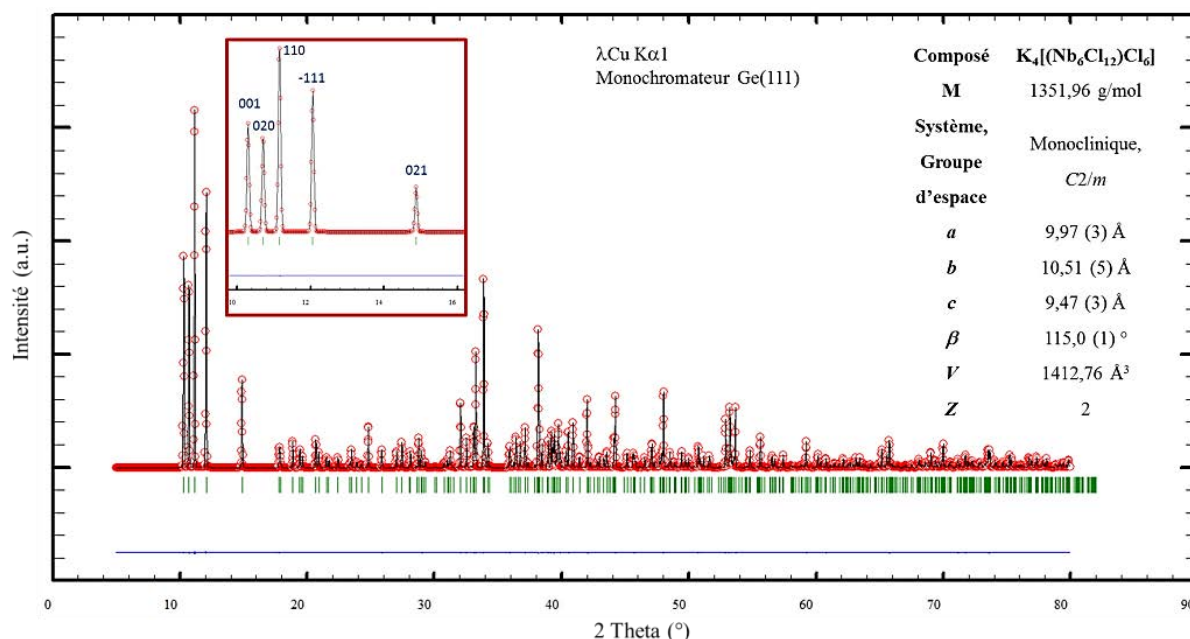 110
001
020
-111
021
10
12
14
16
λCu Kα1
Monochromateur Ge(111)
Composé K₄[(Nb₆Cl₁₂)Cl₆]
M 1351,96 g/mol
Système,
Groupe
d’espace
Monoclinique,
C2/m
a 9,97 (3) Å
b 10,51 (5) Å
c 9,47 (3) Å
β 115,0 (1) °
V 1412,76 Å³
Z 2
Intensité (a.u.)
0 10 20 30 40 50 60 70 80 90
2 Theta (°)